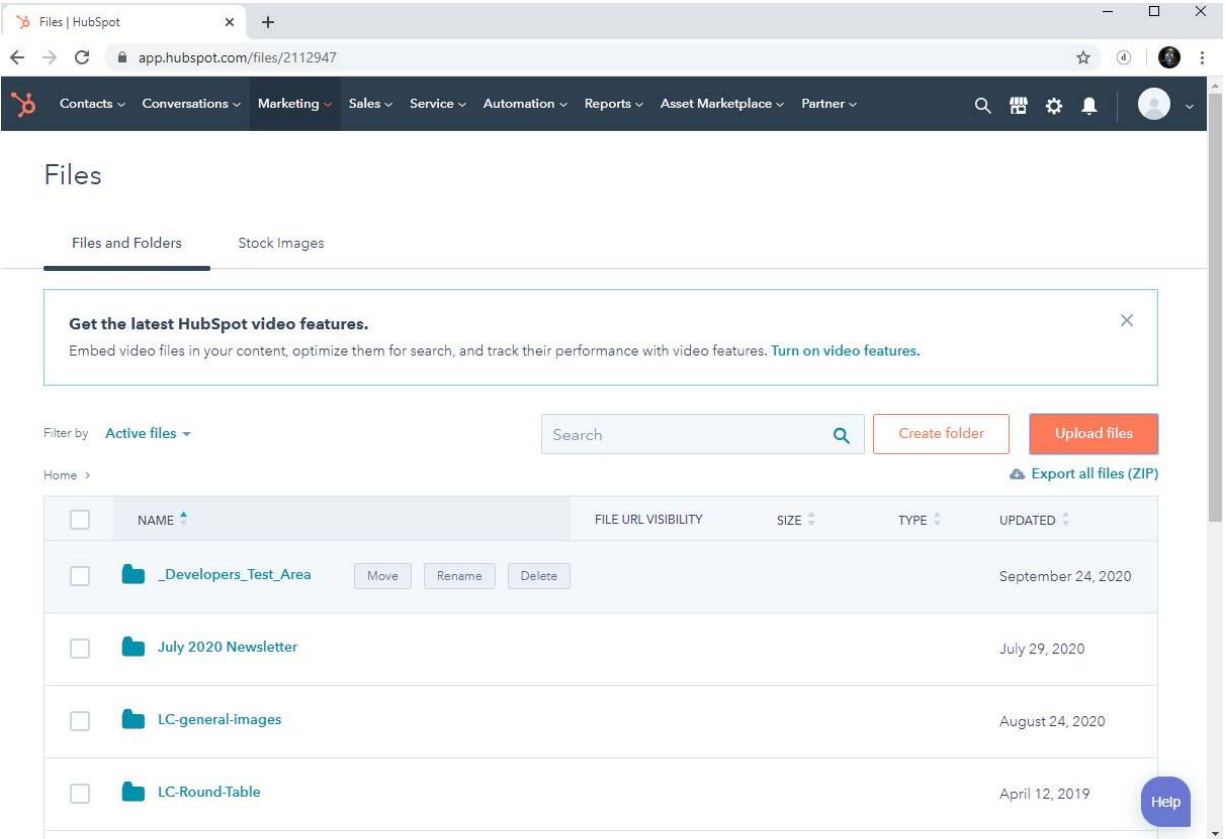 Files | HubSpot
app.hubspot.com/files/2112947
d
Contacts Conversations Marketing Sales Service Automation Reports Asset Marketplace Partner
Files
Files and Folders Stock Images
Get the latest HubSpot video features.
Embed video files in your content, optimize them for search, and track their performance with video features. Turn on video features.
Filter by Active files Search Create folder Upload files
Home > Export all files (ZIP)
NAME FILE URL VISIBILITY SIZE TYPE UPDATED
_Developers_Test_Area Move Rename Delete September 24, 2020
July 2020 Newsletter July 29, 2020
LC-general-images August 24, 2020
LC-Round-Table April 12, 2019
Help